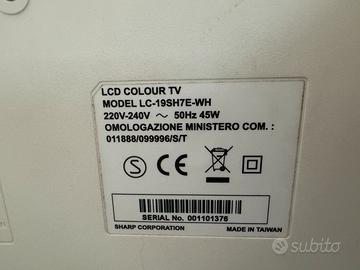 LCD COLOUR TV
MODEL LC-19SH7E-WH
220V-240V ~ 50Hz 45W
OMOLOGAZIONE MINISTERO COM. :
011888/099996/S/T
CE
SERIAL No. 001101376
SHARP CORPORATION MADE IN TAIWAN
subito